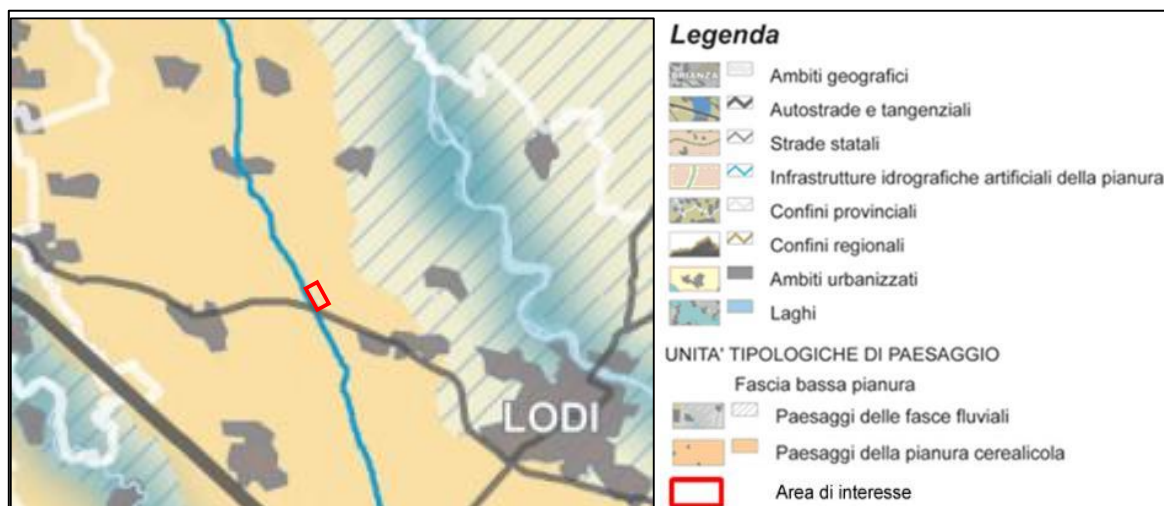 LODI
Legenda
BRIANZA
Ambiti geografici
Autostrade e tangenziali
Strade statali
Infrastrutture idrografiche artificiali della pianura
Confini provinciali
Confini regionali
Ambiti urbanizzati
Laghi
UNITA' TIPOLOGICHE DI PAESAGGIO
Fascia bassa pianura
Paesaggi delle fasce fluviali
Paesaggi della pianura cerealicola
Area di interesse